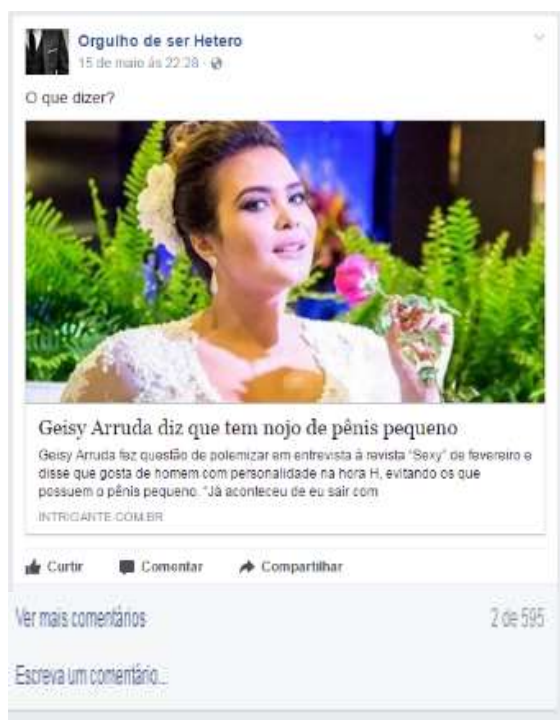 Orgulho de ser Hetero
15 de maio às 22:28
O que dizer?
Geisy Arruda diz que tem nojo de pênis pequeno
Geisy Arruda fez questão de polemizar em entrevista à revista "Sexy" de fevereiro e
disse que gosta de homem com personalidade na hora H, evitando os que
possuem o pênis pequeno. "Já aconteceu de eu sair com
INTRIGANTE.COM.BR
Curtir Comentar Compartilhar
Ver mais comentários 2 de 595
Escreva um comentário...